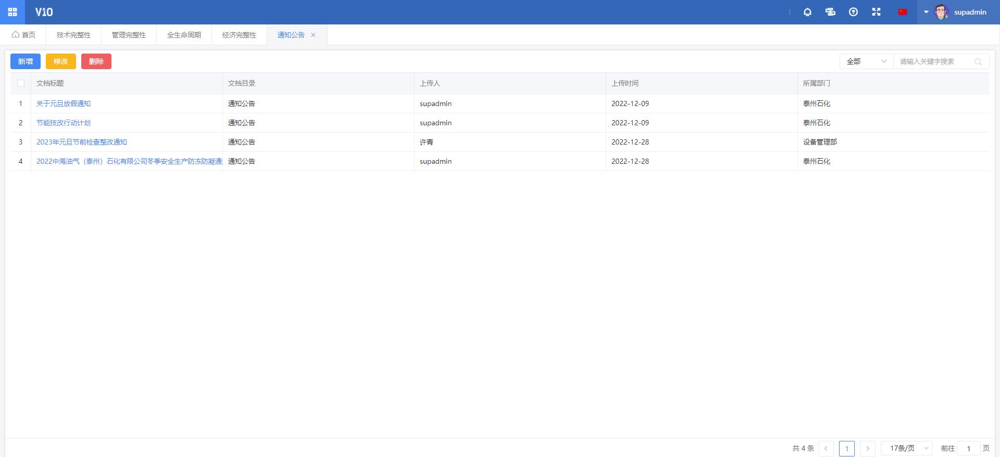 V10
supadmin
首页 技术完整性 管理完整性 全生命周期 经济完整性 通知公告
新增 修改 删除 全部 请输入关键字搜索
文档标题 文档目录 上传人 上传时间 所属部门
1 关于元旦放假通知 通知公告 supadmin 2022-12-09 泰州石化
2 节能技改行动计划 通知公告 supadmin 2022-12-09 泰州石化
3 2023年元旦节前检查整改通知 通知公告 许青 2022-12-28 设备管理部
4 2022中海油气（泰州）石化有限公司冬季安全生产防冻防凝通 通知公告 supadmin 2022-12-28 泰州石化
共 4 条 1 17条/页 前往 1 页